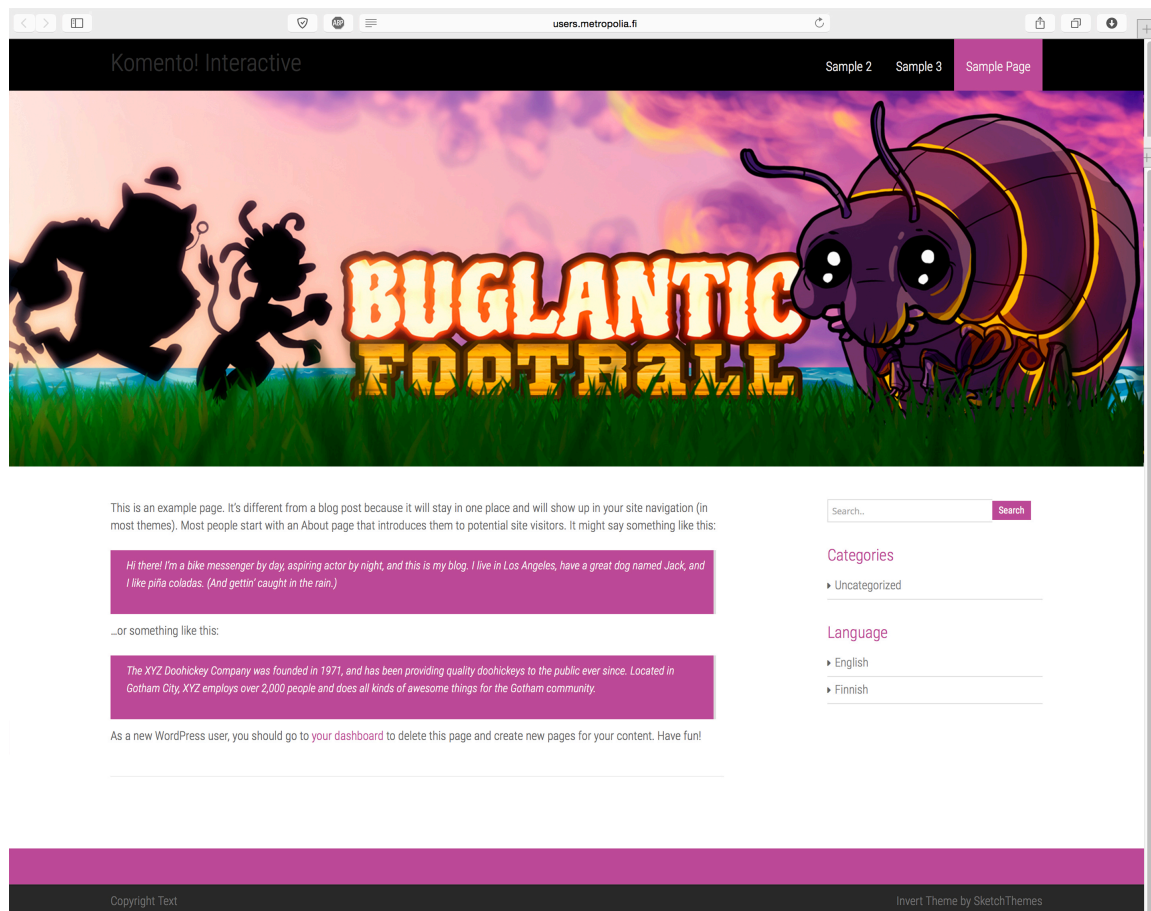 ABP
users.metropolia.fi
Komento! Interactive
Sample 2
Sample 3
Sample Page
BUGLANTIC
FOOTBALL
This is an example page. It's different from a blog post because it will stay in one place and will show up in your site navigation (in
most themes). Most people start with an About page that introduces them to potential site visitors. It might say something like this:
Hi there! I'm a bike messenger by day, aspiring actor by night, and this is my blog. I live in Los Angeles, have a great dog named Jack, and
I like piña coladas. (And gettin' caught in the rain.)
...or something like this:
The XYZ Doohickey Company was founded in 1971, and has been providing quality doohickeys to the public ever since. Located in
Gotham City, XYZ employs over 2,000 people and does all kinds of awesome things for the Gotham community.
As a new WordPress user, you should go to your dashboard to delete this page and create new pages for your content. Have fun!
Search..
Search
Categories
Uncategorized
Language
English
Finnish
Copyright Text
Invert Theme by SketchThemes